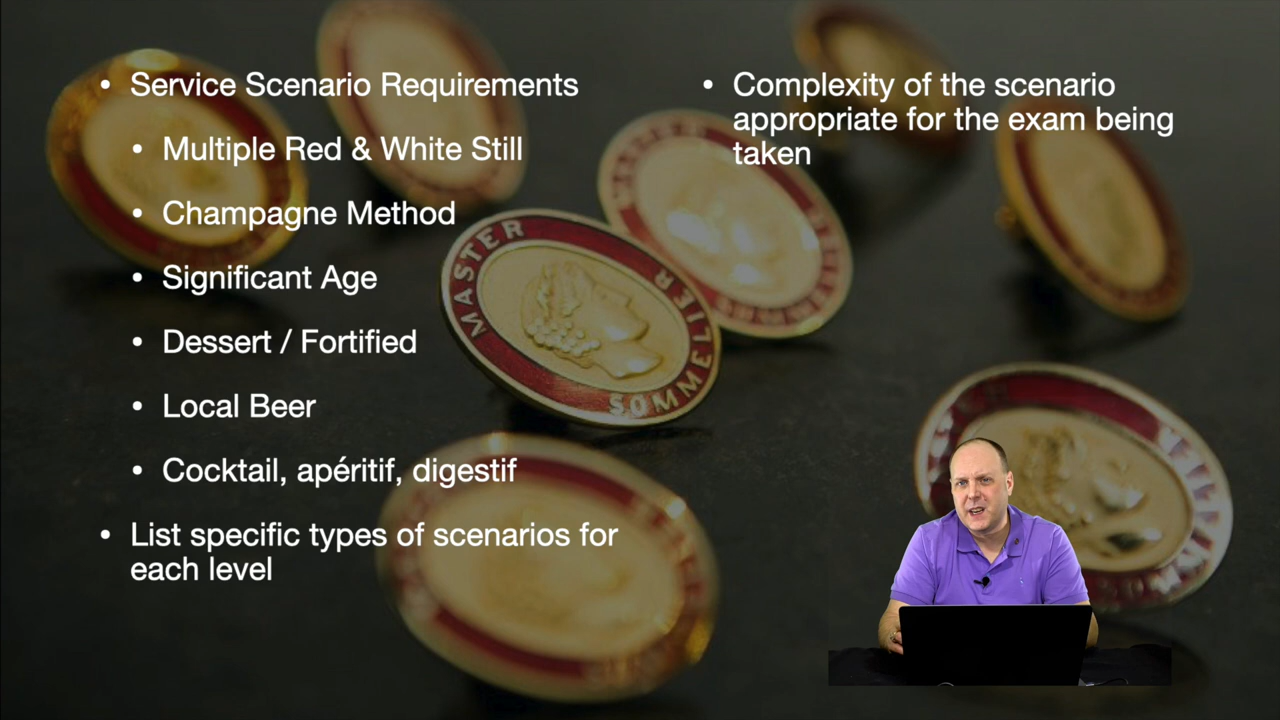 • Service Scenario Requirements
• Multiple Red & White Still
• Champagne Method
• Significant Age
• Dessert / Fortified
• Local Beer
• Cocktail, apéritif, digestif
• List specific types of scenarios for
each level
• Complexity of the scenario
appropriate for the exam being
taken
MASTER
SOMMELIER